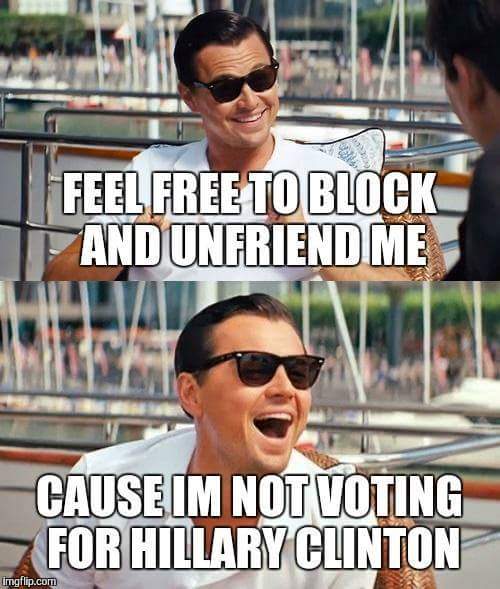 FEEL FREE TO BLOCK
AND UNFRIEND ME
CAUSE IM NOT VOTING
FOR HILLARY CLINTON
imgflip.com